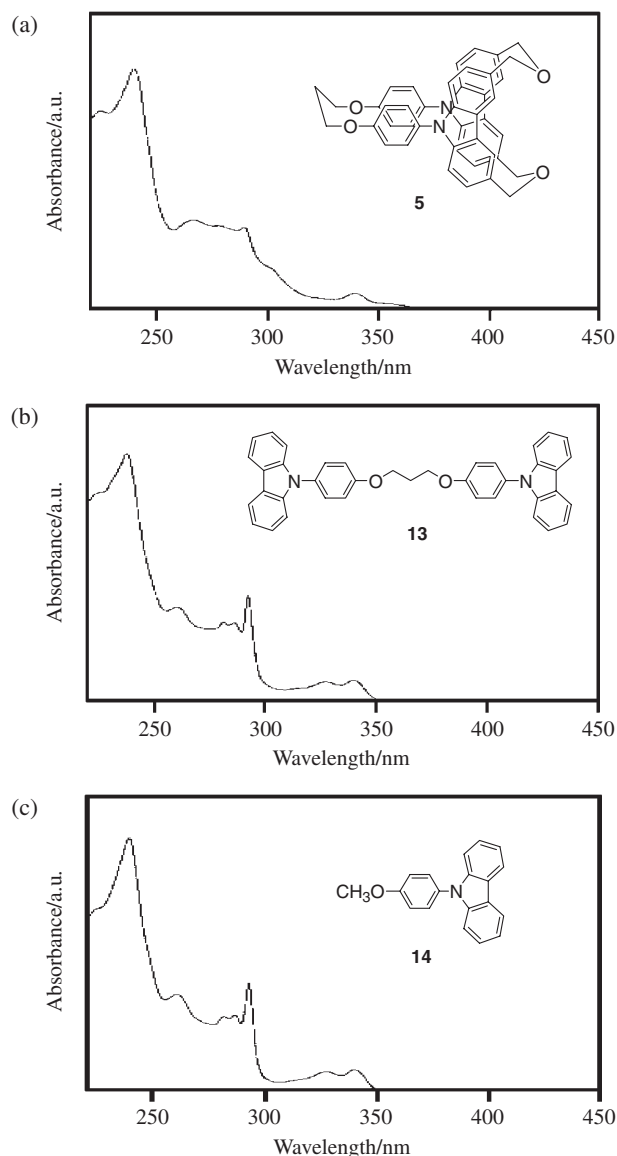 (a)
Absorbance/a.u.
O
O
N
N
O
O
5
250 300 350 400 450
Wavelength/nm
(b)
Absorbance/a.u.
N
O
O
N
13
250 300 350 400 450
Wavelength/nm
(c)
Absorbance/a.u.
CH₃O
N
14
250 300 350 400 450
Wavelength/nm